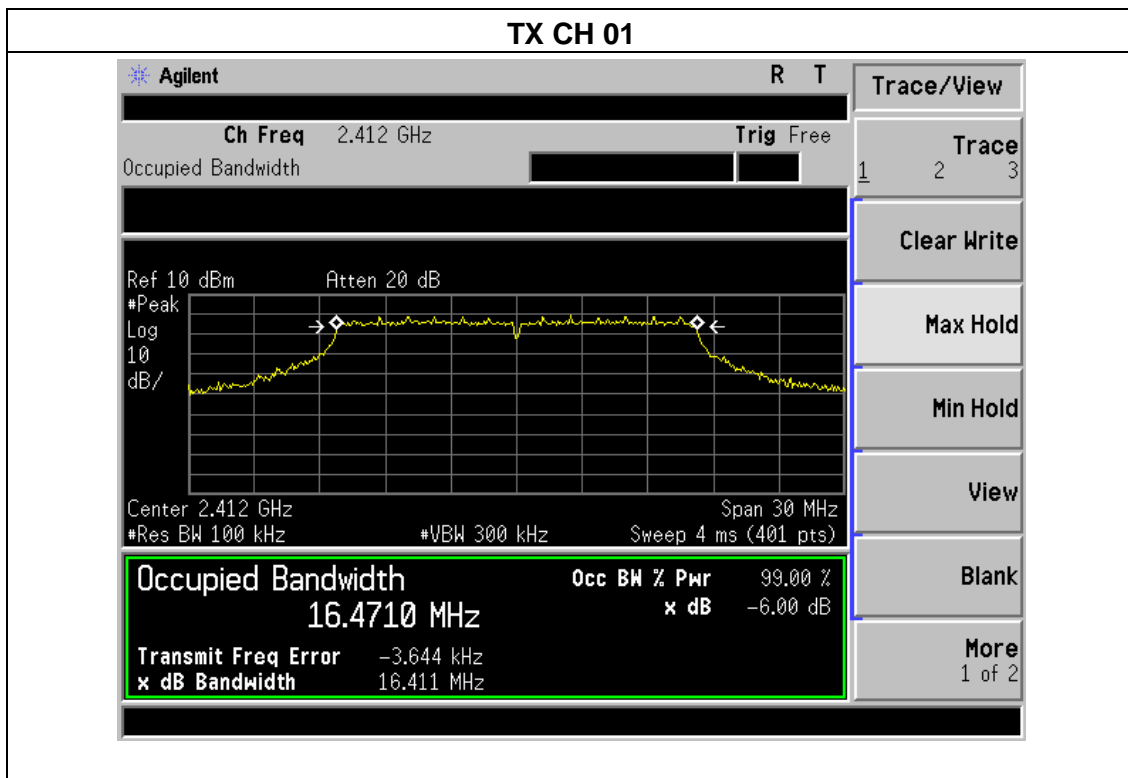 TX CH 01
Agilent R T
Ch Freq 2.412 GHz Trig Free
Occupied Bandwidth
Ref 10 dBm Atten 20 dB
#Peak
Log
10
dB/
Center 2.412 GHz Span 30 MHz
#Res BW 100 kHz #VBW 300 kHz Sweep 4 ms (401 pts)
Occupied Bandwidth
16.4710 MHz
Occ BW % Pwr 99.00 %
x dB -6.00 dB
Transmit Freq Error -3.644 kHz
x dB Bandwidth 16.411 MHz
Trace/View
Trace
1 2 3
Clear Write
Max Hold
Min Hold
View
Blank
More
1 of 2